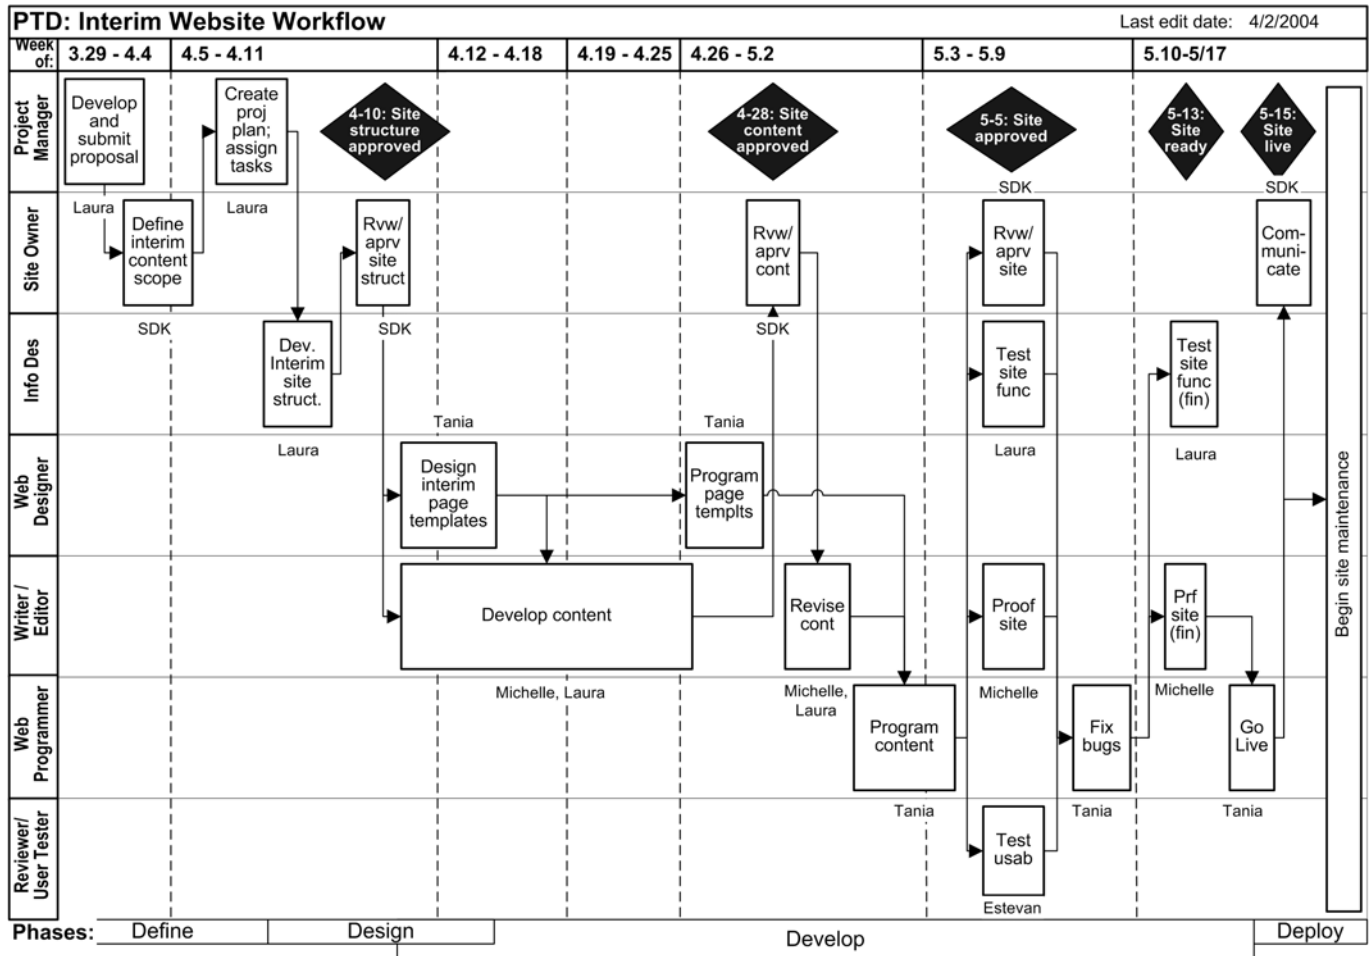 PTD: Interim Website Workflow
Last edit date: 4/2/2004
Week of:
3.29 - 4.4
4.5 - 4.11
4.12 - 4.18
4.19 - 4.25
4.26 - 5.2
5.3 - 5.9
5.10-5/17
Project
Manager
Develop
and
submit
proposal
Laura
Create
proj
plan;
assign
tasks
Laura
4-10: Site
structure
approved
4-28: Site
content
approved
5-5: Site
approved
5-13:
Site
ready
5-15:
Site
live
Site Owner
Define
interim
content
scope
SDK
Rvw/
aprv
site
struct
SDK
Rvw/
aprv
cont
SDK
SDK
Rvw/
aprv
site
SDK
Com-
muni-
cate
Info Des
Dev.
Interim
site
struct.
Laura
Test
site
func
Laura
Test
site
func
(fin)
Laura
Web
Designer
Tania
Design
interim
page
templates
Tania
Program
page
templts
Writer /
Editor
Develop content
Michelle, Laura
Revise
cont
Michelle,
Laura
Proof
site
Michelle
Prf
site
(fin)
Michelle
Web
Programmer
Program
content
Tania
Fix
bugs
Tania
Go
Live
Tania
Reviewer/
User Tester
Test
usab
Estevan
Begin site maintenance
Phases:
Define
Design
Develop
Deploy